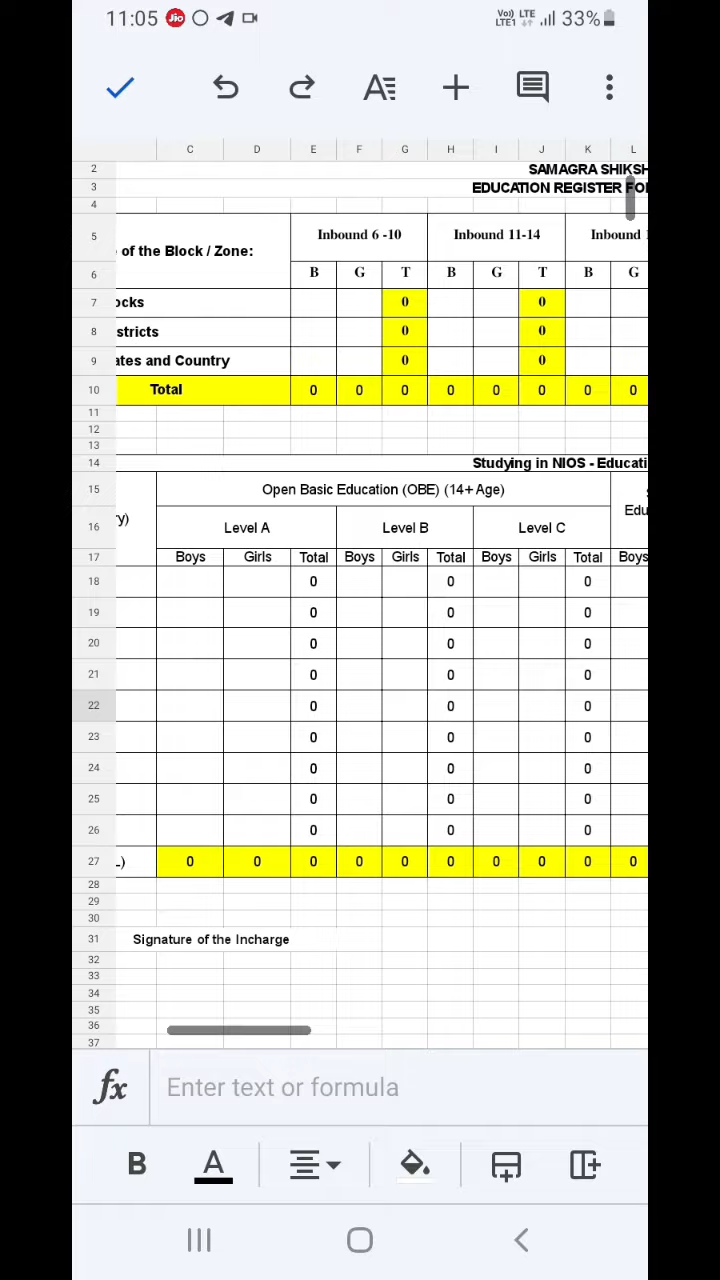 11:05 Jio Vo) LTE LTE1 33%
C D E F G H I J K L
2 SAMAGRA SHIKSH
3 EDUCATION REGISTER FO
4
5 of the Block / Zone: Inbound 6 -10 Inbound 11-14 Inbound
6 B G T B G T B G
7 ocks 0 0
8 stricts 0 0
9 ates and Country 0 0
10 Total 0 0 0 0 0 0 0 0
11
12
13
14 Studying in NIOS - Educati
15 Open Basic Education (OBE) (14+ Age)
16 y) Level A Level B Level C Edu
17 Boys Girls Total Boys Girls Total Boys Girls Total Boys
18 0 0 0
19 0 0 0
20 0 0 0
21 0 0 0
22 0 0 0
23 0 0 0
24 0 0 0
25 0 0 0
26 0 0 0
27 L) 0 0 0 0 0 0 0 0 0 0
28
29
30
31 Signature of the Incharge
32
33
34
35
36
37
fx Enter text or formula
B A